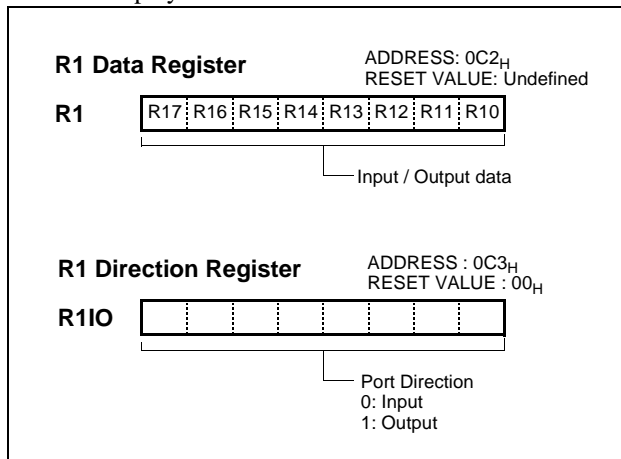 R1 Data Register
ADDRESS: 0C2H
RESET VALUE: Undefined
R1
R17 R16 R15 R14 R13 R12 R11 R10
Input / Output data
R1 Direction Register
ADDRESS : 0C3H
RESET VALUE : 00H
R1IO
Port Direction
0: Input
1: Output